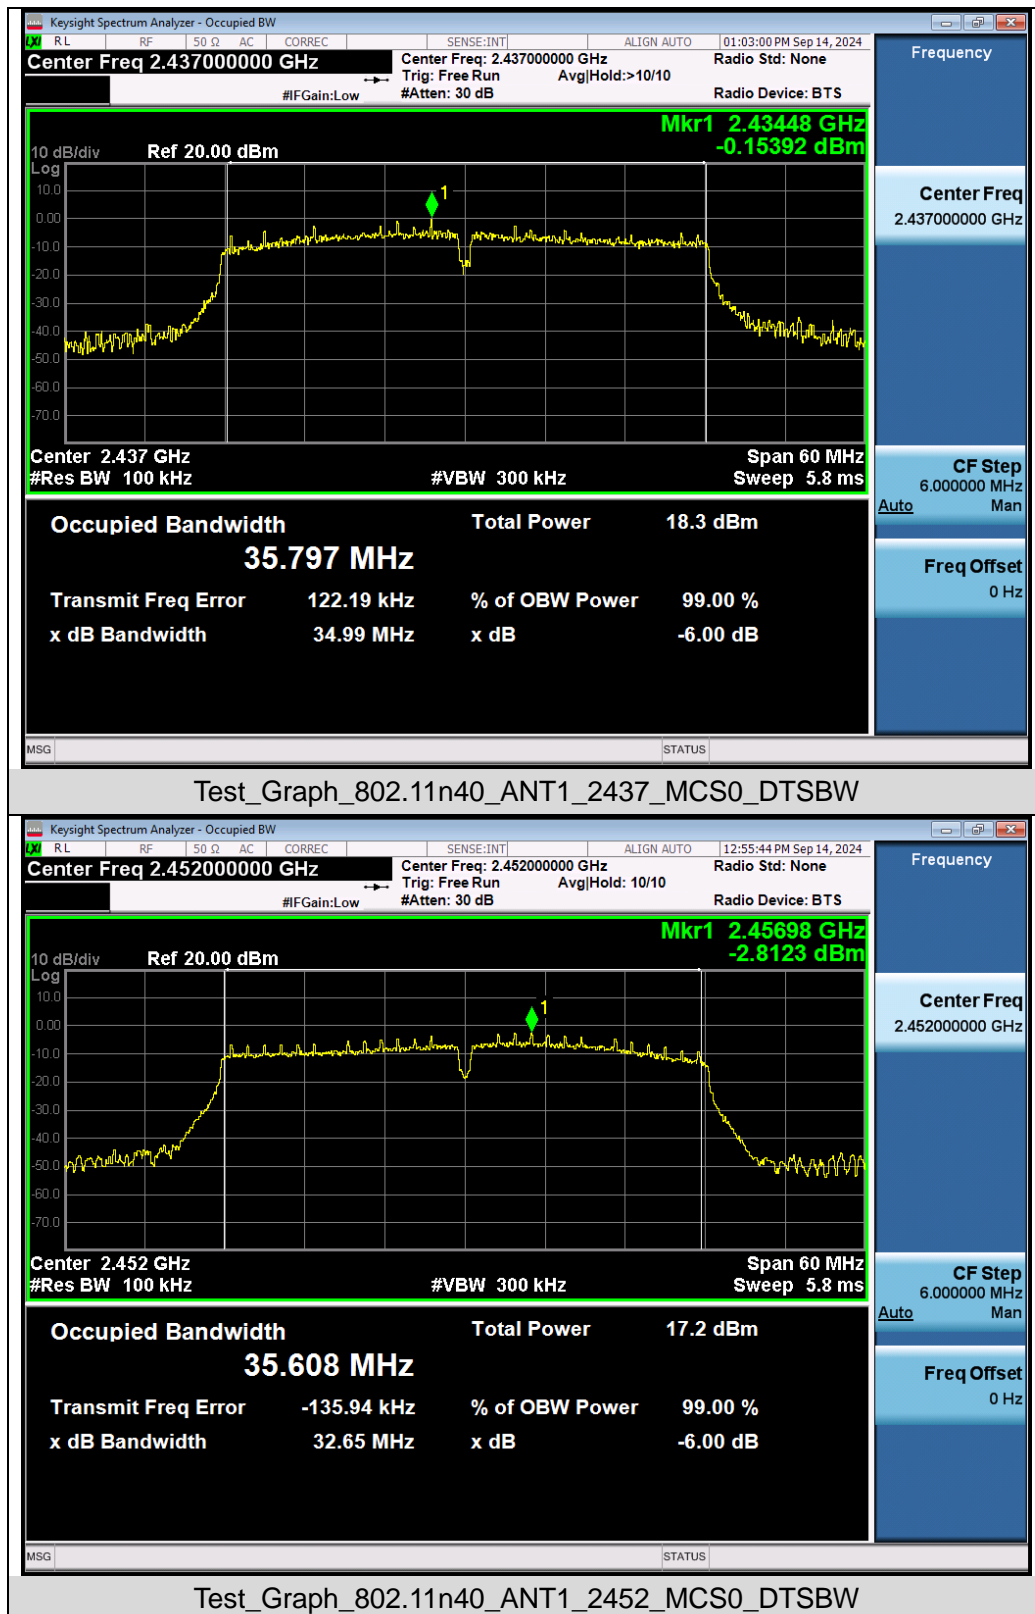 Keysight Spectrum Analyzer - Occupied BW
LXI RL RF 50 Ω AC CORREC SENSE:INT ALIGN AUTO 01:03:00 PM Sep 14, 2024
Center Freq 2.437000000 GHz
Center Freq: 2.437000000 GHz
Radio Std: None
Trig: Free Run Avg|Hold:>10/10
#IFGain:Low
#Atten: 30 dB
Radio Device: BTS
Frequency
Mkr1 2.43448 GHz
-0.15392 dBm
10 dB/div Ref 20.00 dBm
Log
10.0
1
0.00
-10.0
-20.0
-30.0
-40.0
-50.0
-60.0
-70.0
Center Freq
2.437000000 GHz
Center 2.437 GHz Span 60 MHz
#Res BW 100 kHz #VBW 300 kHz Sweep 5.8 ms
CF Step
6.000000 MHz
Auto Man
Freq Offset
0 Hz
Occupied Bandwidth Total Power 18.3 dBm
35.797 MHz
Transmit Freq Error 122.19 kHz % of OBW Power 99.00 %
x dB Bandwidth 34.99 MHz x dB -6.00 dB
MSG STATUS
Test_Graph_802.11n40_ANT1_2437_MCS0_DTSBW
Keysight Spectrum Analyzer - Occupied BW
LXI RL RF 50 Ω AC CORREC SENSE:INT ALIGN AUTO 12:55:44 PM Sep 14, 2024
Center Freq 2.452000000 GHz
Center Freq: 2.452000000 GHz
Radio Std: None
Trig: Free Run Avg|Hold: 10/10
#IFGain:Low
#Atten: 30 dB
Radio Device: BTS
Frequency
Mkr1 2.45698 GHz
-2.8123 dBm
10 dB/div Ref 20.00 dBm
Log
10.0
1
0.00
-10.0
-20.0
-30.0
-40.0
-50.0
-60.0
-70.0
Center Freq
2.452000000 GHz
Center 2.452 GHz Span 60 MHz
#Res BW 100 kHz #VBW 300 kHz Sweep 5.8 ms
CF Step
6.000000 MHz
Auto Man
Freq Offset
0 Hz
Occupied Bandwidth Total Power 17.2 dBm
35.608 MHz
Transmit Freq Error -135.94 kHz % of OBW Power 99.00 %
x dB Bandwidth 32.65 MHz x dB -6.00 dB
MSG STATUS
Test_Graph_802.11n40_ANT1_2452_MCS0_DTSBW